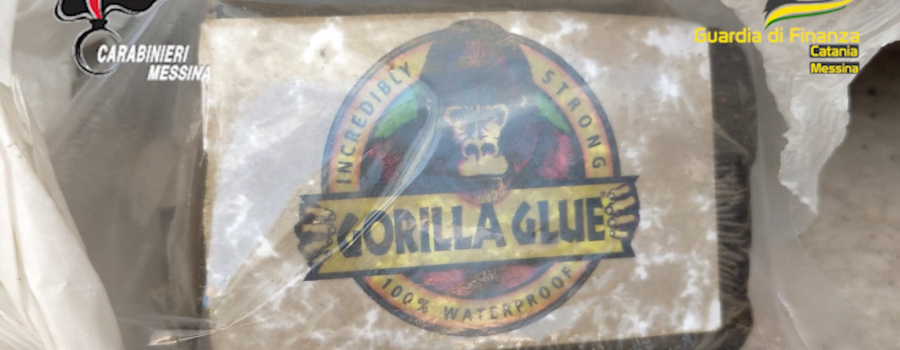 CARABINIERI
MESSINA
Guardia di Finanza
Catania
Messina
INCREDIBLY STRONG
GORILLA GLUE
100% WATERPROOF